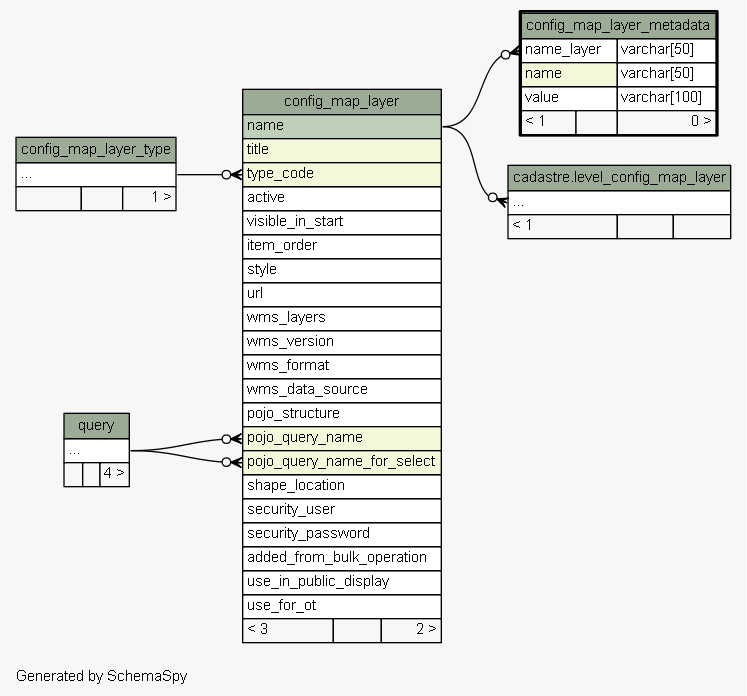 config_map_layer_metadata
name_layer varchar[50]
name varchar[50]
value varchar[100]
< 1 0 >
config_map_layer
name
title
type_code
active
visible_in_start
item_order
style
url
wms_layers
wms_version
wms_format
wms_data_source
pojo_structure
pojo_query_name
pojo_query_name_for_select
shape_location
security_user
security_password
added_from_bulk_operation
use_in_public_display
use_for_ot
< 3 2 >
config_map_layer_type
...
1 >
cadastre.level_config_map_layer
...
< 1
query
...
4 >
Generated by SchemaSpy